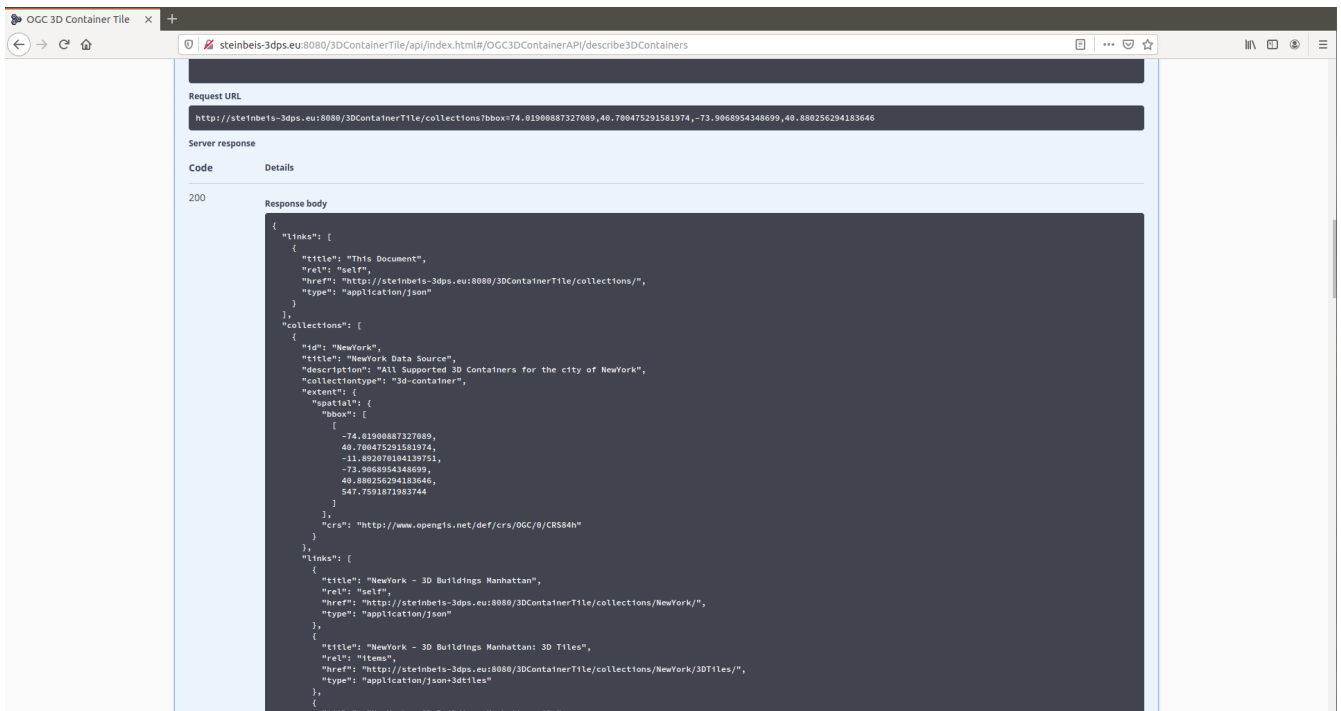 OGC 3D Container Tile
steinbeis-3dps.eu:8080/3DContainerTile/api/index.html#/OGC3DContainerAPI/describe3DContainers
Request URL
http://steinbeis-3dps.eu:8080/3DContainerTile/collections?bbox=74.01900887327089,40.700475291581974,-73.9068954348699,40.880256294183646
Server response
Code Details
200
Response body
{
"links": [
{
"title": "This Document",
"rel": "self",
"href": "http://steinbeis-3dps.eu:8080/3DContainerTile/collections/",
"type": "application/json"
}
],
"collections": [
{
"id": "NewYork",
"title": "NewYork Data Source",
"description": "All Supported 3D Containers for the city of NewYork",
"collectiontype": "3d-container",
"extent": {
"spatial": {
"bbox": [
[
-74.01900887327089,
40.700475291581974,
-11.892070104139751,
-73.9068954348699,
40.880256294183646,
547.7591871983744
]
],
"crs": "http://www.opengis.net/def/crs/OGC/0/CRS84h"
}
},
"links": [
{
"title": "NewYork - 3D Buildings Manhattan",
"rel": "self",
"href": "http://steinbeis-3dps.eu:8080/3DContainerTile/collections/NewYork/",
"type": "application/json"
},
{
"title": "NewYork - 3D Buildings Manhattan: 3D Tiles",
"rel": "items",
"href": "http://steinbeis-3dps.eu:8080/3DContainerTile/collections/NewYork/3DTiles/",
"type": "application/json+3dtiles"
},
{